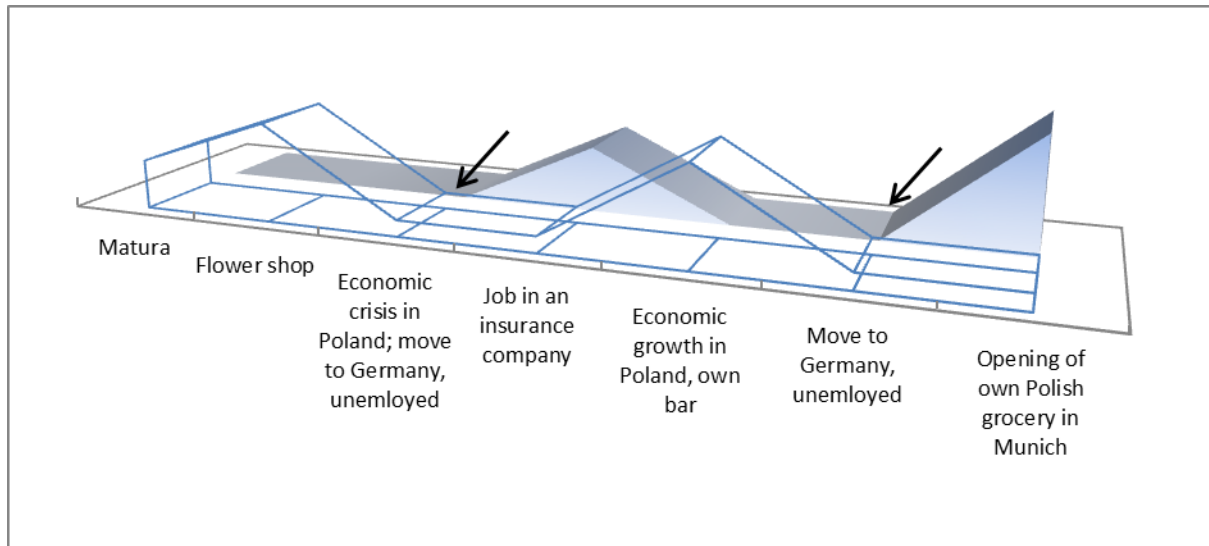 Matura
Flower shop
Economic
crisis in
Poland; move
to Germany,
unemloyed
Job in an
insurance
company
Economic
growth in
Poland, own
bar
Move to
Germany,
unemloyed
Opening of
own Polish
grocery in
Munich